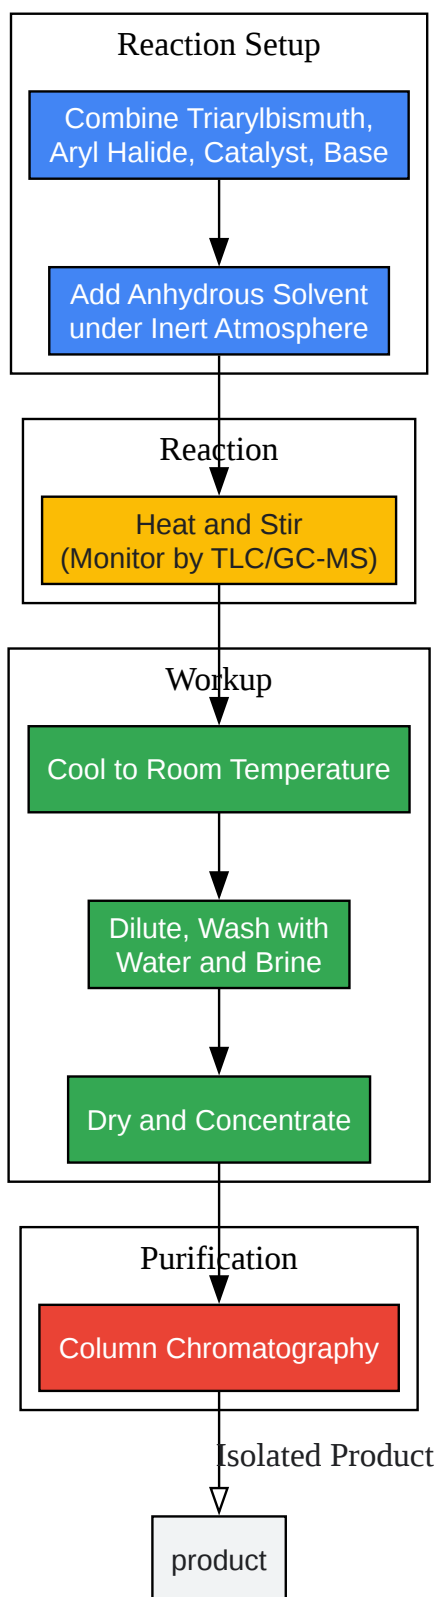 Reaction Setup
Combine Triarylbismuth,
Aryl Halide, Catalyst, Base
Add Anhydrous Solvent
under Inert Atmosphere
Reaction
Heat and Stir
(Monitor by TLC/GC-MS)
Workup
Cool to Room Temperature
Dilute, Wash with
Water and Brine
Dry and Concentrate
Purification
Column Chromatography
Isolated Product
product